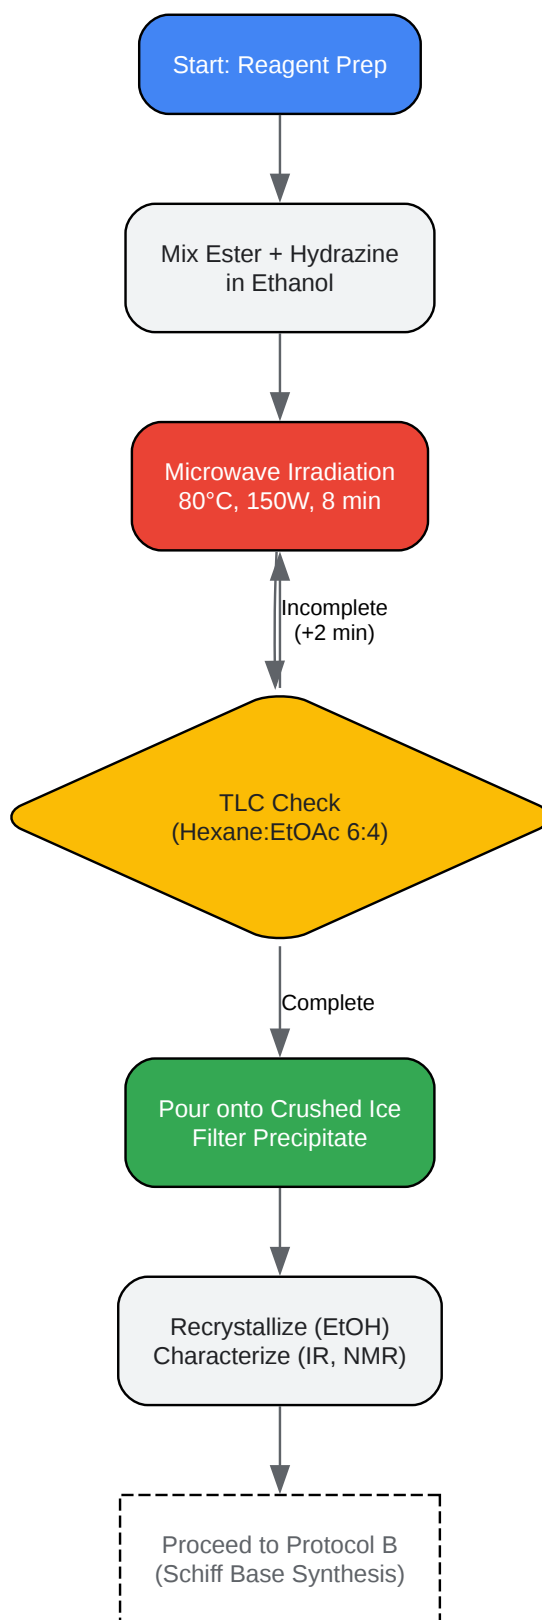 Start: Reagent Prep
Mix Ester + Hydrazine
in Ethanol
Microwave Irradiation
80°C, 150W, 8 min
Incomplete
(+2 min)
TLC Check
(Hexane:EtOAc 6:4)
Complete
Pour onto Crushed Ice
Filter Precipitate
Recrystallize (EtOH)
Characterize (IR, NMR)
Proceed to Protocol B
(Schiff Base Synthesis)